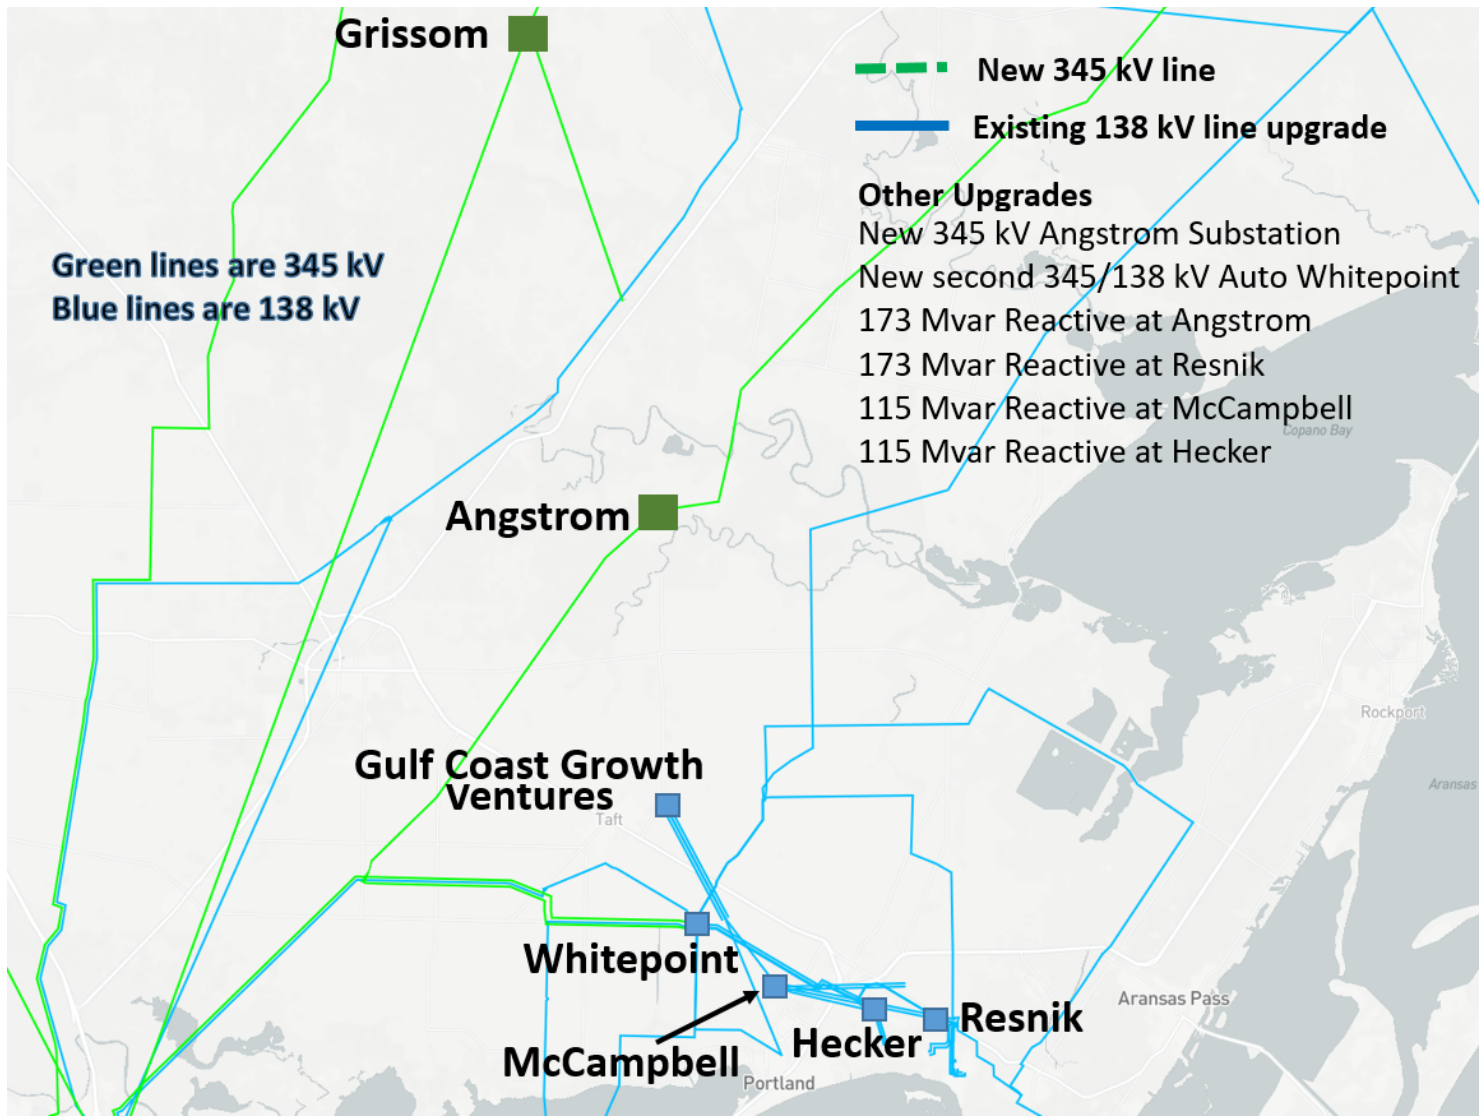 Grissom
New 345 kV line
Existing 138 kV line upgrade
Other Upgrades
New 345 kV Angstrom Substation
New second 345/138 kV Auto Whitepoint
173 Mvar Reactive at Angstrom
173 Mvar Reactive at Resnik
115 Mvar Reactive at McCampbell
115 Mvar Reactive at Hecker
Green lines are 345 kV
Blue lines are 138 kV
Copano Bay
Angstrom
Rockport
Gulf Coast Growth
Ventures
Taft
Aransas
Whitepoint
Aransas Pass
Resnik
Hecker
McCampbell
Portland